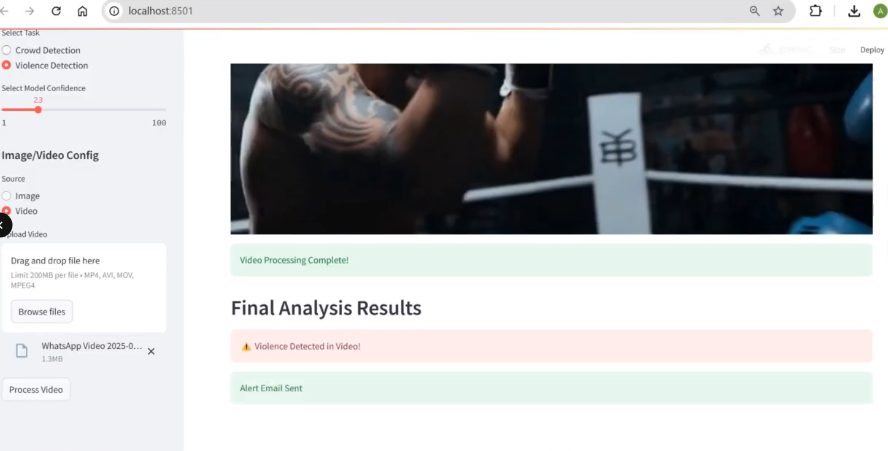 localhost:8501
A
Select Task
Crowd Detection
Violence Detection
Select Model Confidence
23
1 100
Image/Video Config
Source
Image
Video
Upload Video
Drag and drop file here
Limit 200MB per file • MP4, AVI, MOV,
MPEG4
Browse files
WhatsApp Video 2025-0...
1.3MB
Process Video
Stop Deploy
Video Processing Complete!
Final Analysis Results
Violence Detected in Video!
Alert Email Sent